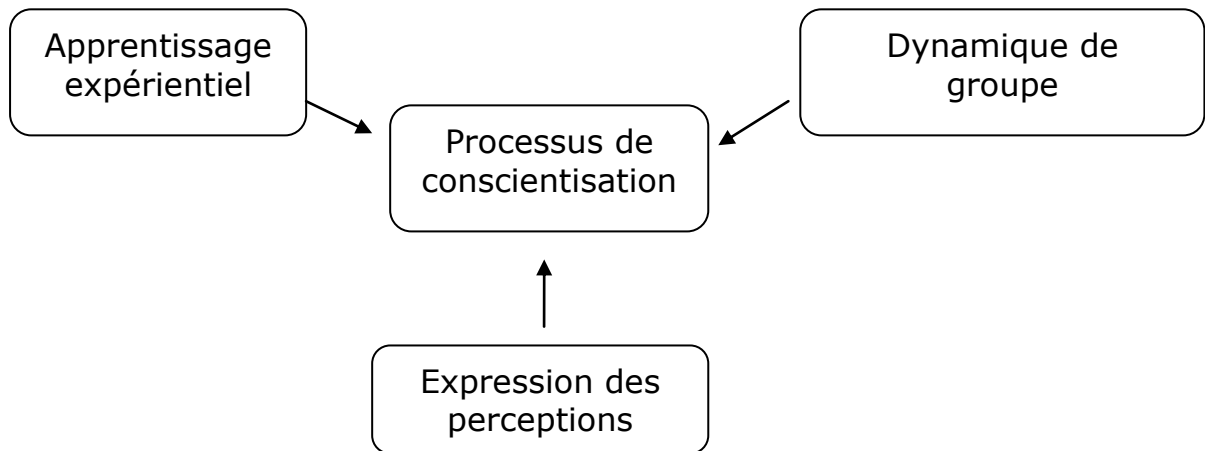 Apprentissage
expérientiel
Dynamique de
groupe
Processus de
conscientisation
Expression des
perceptions